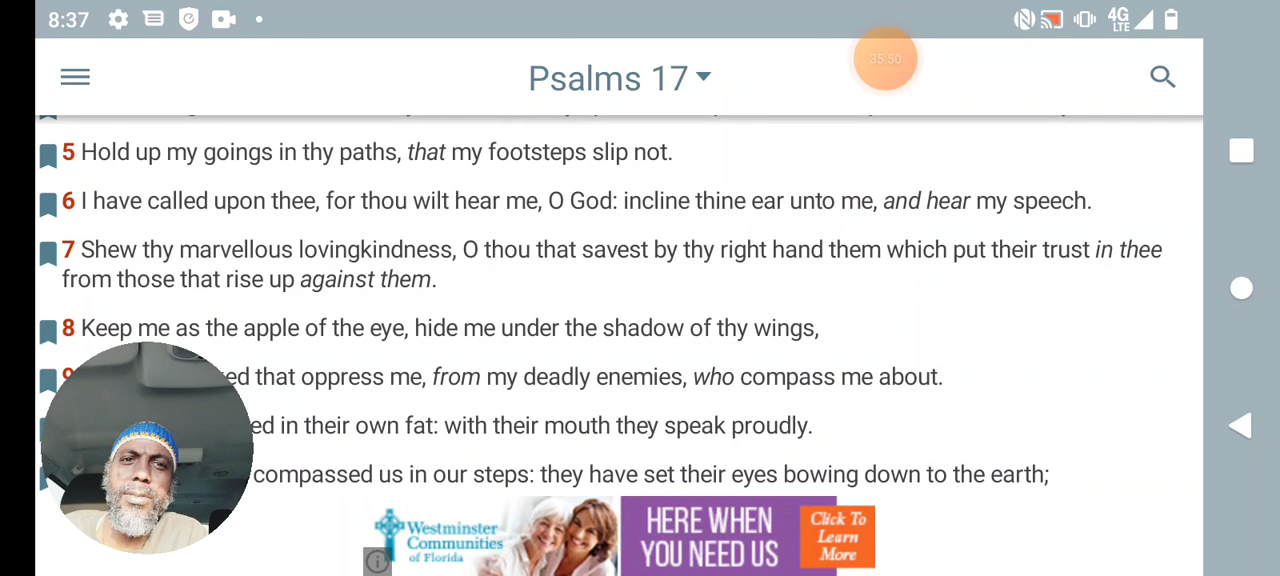 8:37
4G
LTE
Psalms 17
35:50
5 Hold up my goings in thy paths, that my footsteps slip not.
6 I have called upon thee, for thou wilt hear me, O God: incline thine ear unto me, and hear my speech.
7 Shew thy marvellous lovingkindness, O thou that savest by thy right hand them which put their trust in thee
from those that rise up against them.
8 Keep me as the apple of the eye, hide me under the shadow of thy wings,
that oppress me, from my deadly enemies, who compass me about.
in their own fat: with their mouth they speak proudly.
compassed us in our steps: they have set their eyes bowing down to the earth;
Westminster
Communities
of Florida
HERE WHEN
YOU NEED US
Click To
Learn
More